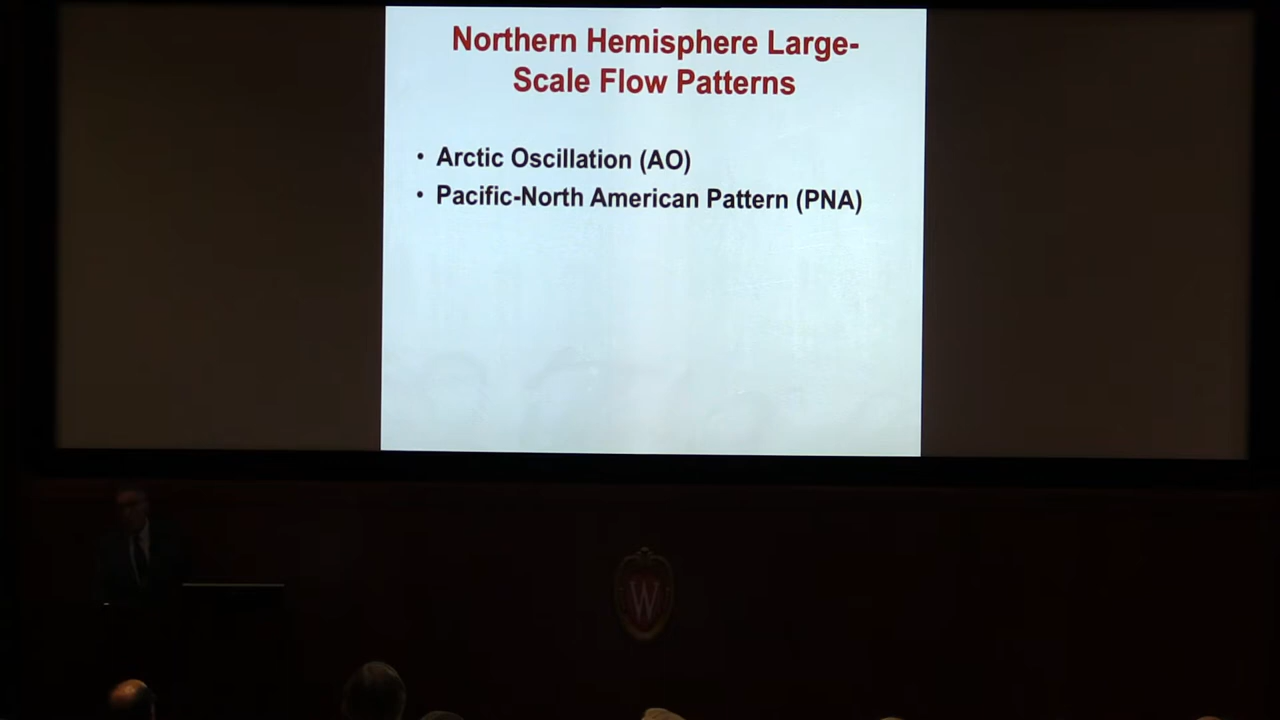 Northern Hemisphere Large-
Scale Flow Patterns
• Arctic Oscillation (AO)
• Pacific-North American Pattern (PNA)
W